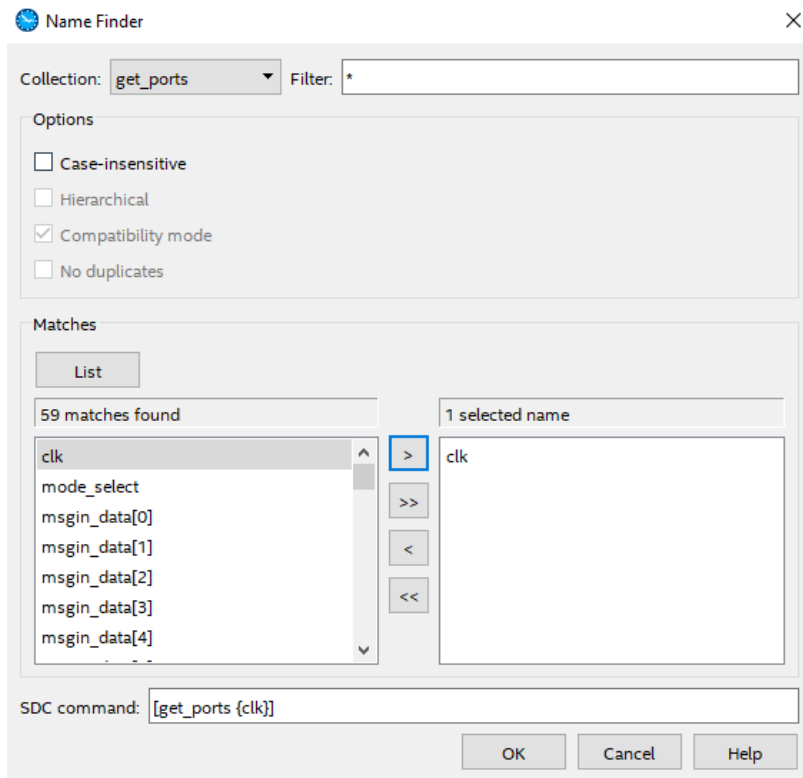 Name Finder
Collection: get_ports Filter: *
Options
Case-insensitive
Hierarchical
Compatibility mode
No duplicates
Matches
List
59 matches found 1 selected name
clk > clk
mode_select
msgin_data[0] >>
msgin_data[1] <
msgin_data[2]
msgin_data[3] <<
msgin_data[4]
SDC command: [get_ports {clk}]
OK Cancel Help